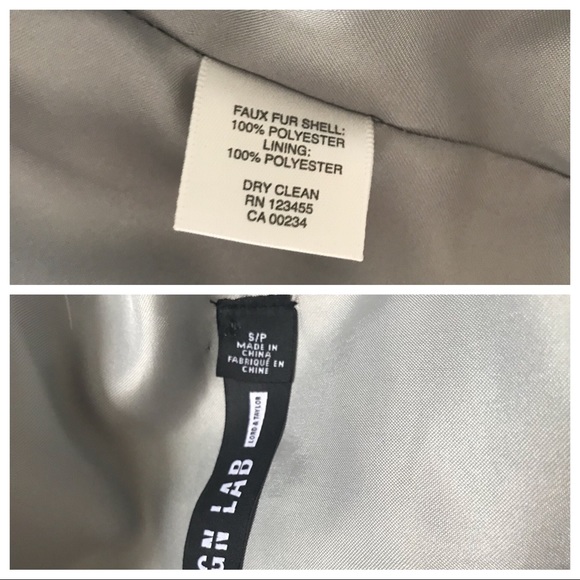 FAUX FUR SHELL:
100% POLYESTER
LINING:
100% POLYESTER
DRY CLEAN
RN 123455
CA 00234
S/P
MADE IN
CHINA
FABRIQUÉ EN
CHINE
LORD & TAYLOR
GN LAB